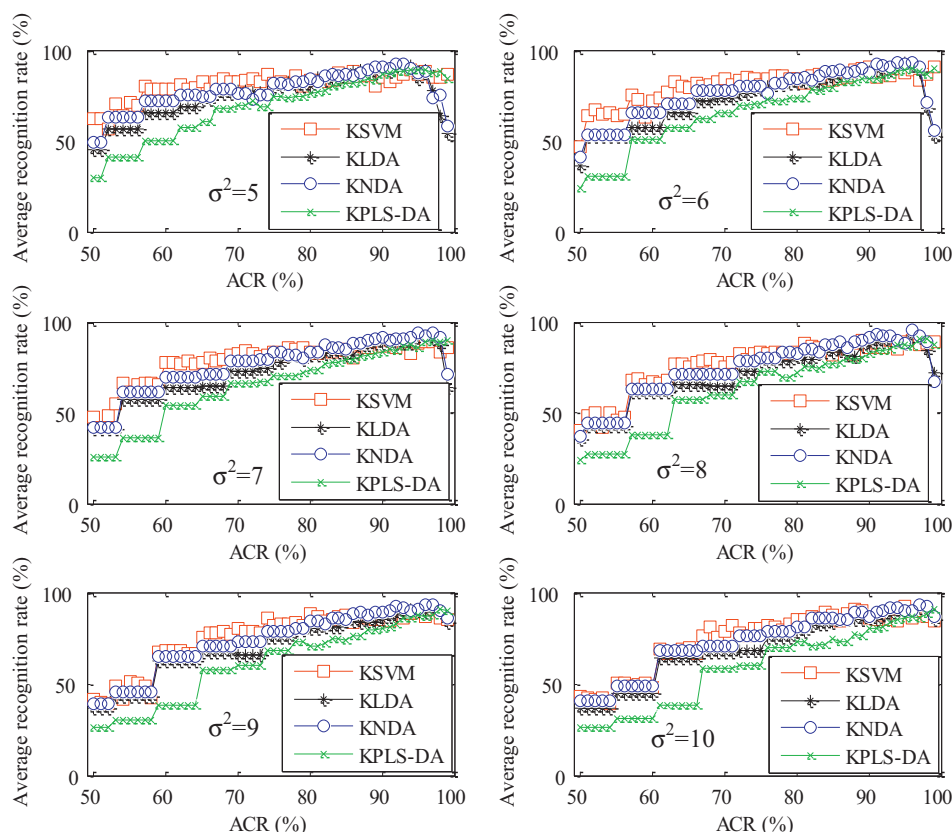 Average recognition rate (%)
100
50
0
50 60 70 80 90 100
ACR (%)
σ²=5
KSVM
KLDA
KNDA
KPLS-DA
Average recognition rate (%)
100
50
0
50 60 70 80 90 100
ACR (%)
σ²=6
KSVM
KLDA
KNDA
KPLS-DA
Average recognition rate (%)
100
50
0
50 60 70 80 90 100
ACR (%)
σ²=7
KSVM
KLDA
KNDA
KPLS-DA
Average recognition rate (%)
100
50
0
50 60 70 80 90 100
ACR (%)
σ²=8
KSVM
KLDA
KNDA
KPLS-DA
Average recognition rate (%)
100
50
0
50 60 70 80 90 100
ACR (%)
σ²=9
KSVM
KLDA
KNDA
KPLS-DA
Average recognition rate (%)
100
50
0
50 60 70 80 90 100
ACR (%)
σ²=10
KSVM
KLDA
KNDA
KPLS-DA